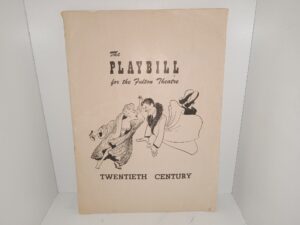 The
PLAYBILL
for the Fulton Theatre
TWENTIETH CENTURY